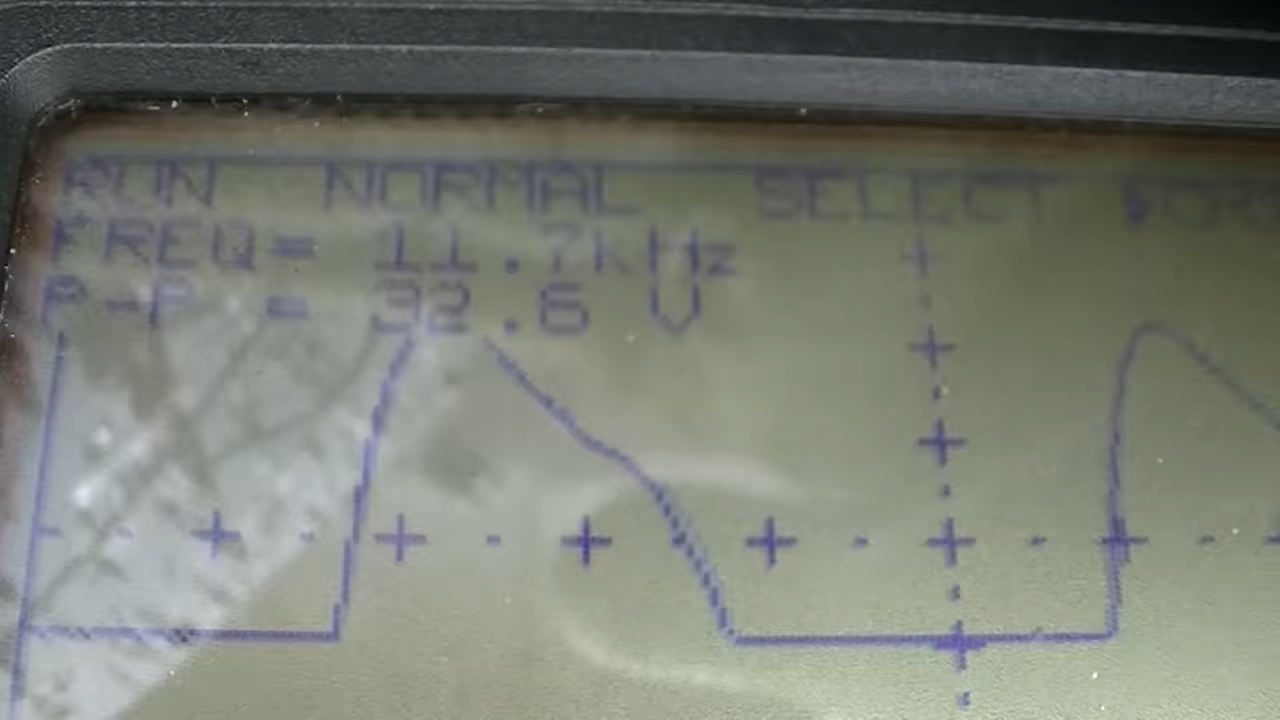 RUN NORMAL SELECT
FREQ= 11.7kHz
P-P = 32.6 V